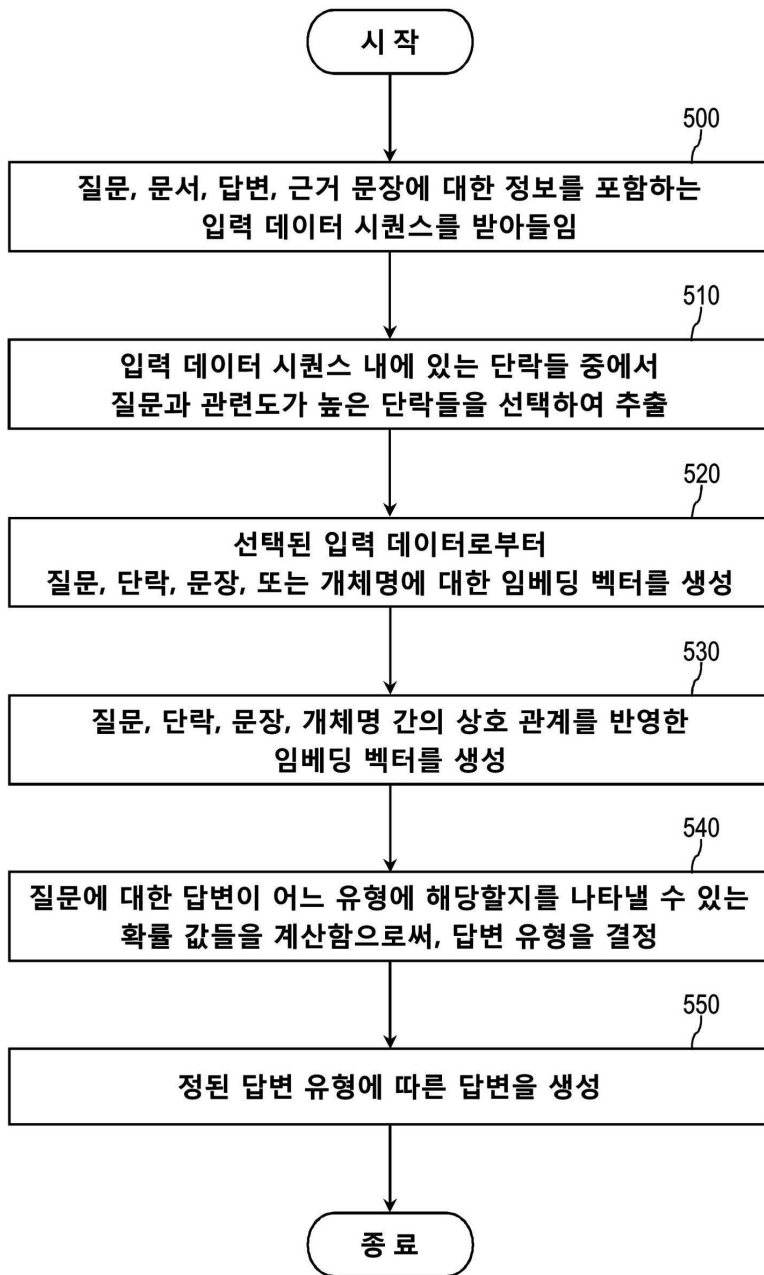 시 작
500
질문, 문서, 답변, 근거 문장에 대한 정보를 포함하는
입력 데이터 시퀀스를 받아들임
510
입력 데이터 시퀀스 내에 있는 단락들 중에서
질문과 관련도가 높은 단락들을 선택하여 추출
520
선택된 입력 데이터로부터
질문, 단락, 문장, 또는 개체명에 대한 임베딩 벡터를 생성
530
질문, 단락, 문장, 개체명 간의 상호 관계를 반영한
임베딩 벡터를 생성
540
질문에 대한 답변이 어느 유형에 해당할지를 나타낼 수 있는
확률 값들을 계산함으로써, 답변 유형을 결정
550
정된 답변 유형에 따른 답변을 생성
종 료